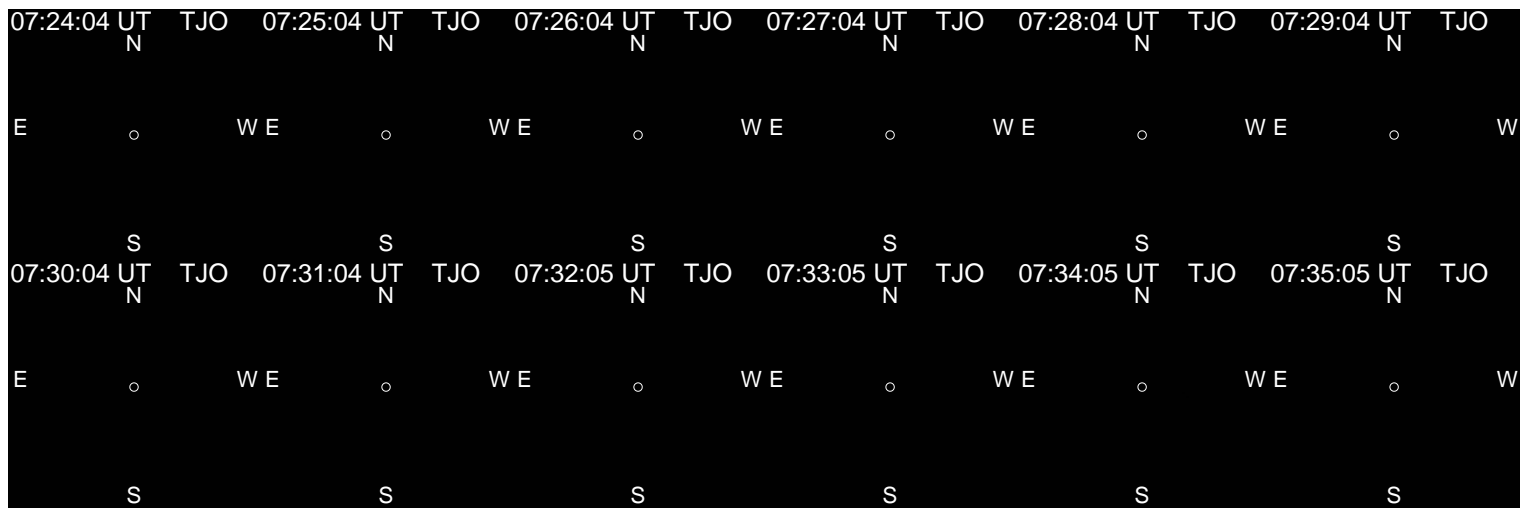 07:24:04 UT TJO 07:25:04 UT TJO 07:26:04 UT TJO 07:27:04 UT TJO 07:28:04 UT TJO 07:29:04 UT TJO
N N N N N N
E W E W E W E W E W E W
S S S S S S
07:30:04 UT TJO 07:31:04 UT TJO 07:32:05 UT TJO 07:33:05 UT TJO 07:34:05 UT TJO 07:35:05 UT TJO
N N N N N N
E W E W E W E W E W E W
S S S S S S